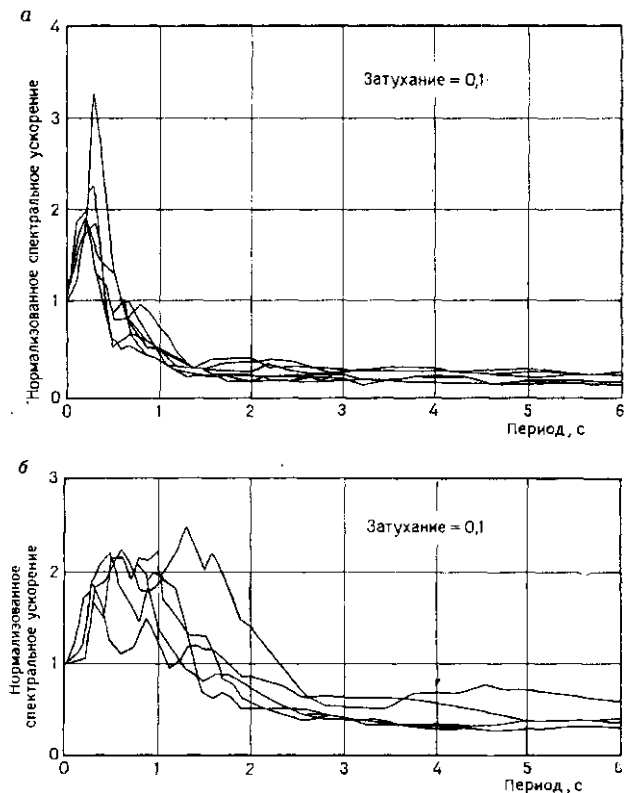 а
4
3
2
1
0
Нормализованное спектральное ускорение
Затухание = 0,1
0 1 2 3 4 5 6
Период, с
б
3
2
1
0
Нормализованное
спектральное ускорение
Затухание = 0,1
0 1 2 3 4 5 6
Период, с